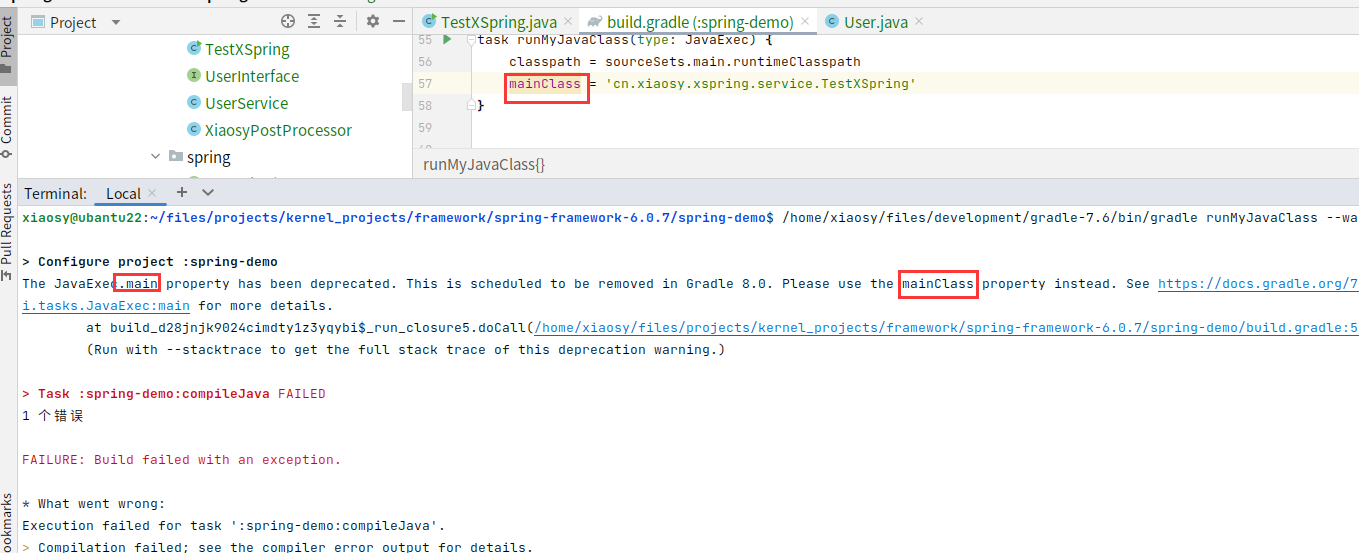 Project
TestXSpring.java
build.gradle (:spring-demo)
User.java
TestXSpring
UserInterface
UserService
XiaosyPostProcessor
spring
55 task runMyJavaClass(type: JavaExec) {
56 classpath = sourceSets.main.runtimeClasspath
57 mainClass = 'cn.xiaosy.xspring.service.TestXSpring'
58 }
59
runMyJavaClass{}
Project
Commit
Pull Requests
ookmarks
Terminal: Local
xiaosy@ubantu22:~/files/projects/kernel_projects/framework/spring-framework-6.0.7/spring-demo$ /home/xiaosy/files/development/gradle-7.6/bin/gradle runMyJavaClass --wa
> Configure project :spring-demo
The JavaExec.main property has been deprecated. This is scheduled to be removed in Gradle 8.0. Please use the mainClass property instead. See https://docs.gradle.org/7
i.tasks.JavaExec:main for more details.
at build_d28jnjk9024cimdty1z3yqybi$_run_closure5.doCall(/home/xiaosy/files/projects/kernel_projects/framework/spring-framework-6.0.7/spring-demo/build.gradle:5
(Run with --stacktrace to get the full stack trace of this deprecation warning.)
> Task :spring-demo:compileJava FAILED
1 个错误
FAILURE: Build failed with an exception.
* What went wrong:
Execution failed for task ':spring-demo:compileJava'.
> Compilation failed; see the compiler error output for details.